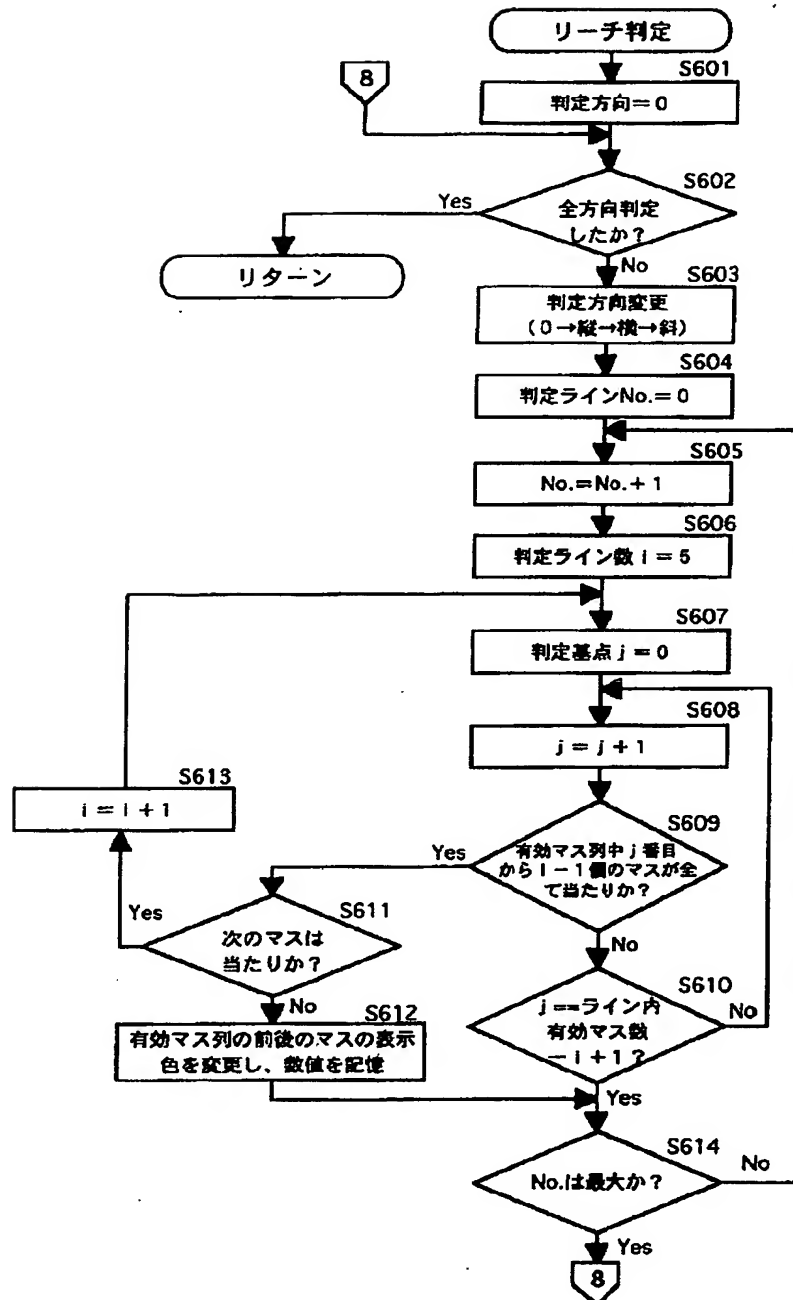 リーチ判定
8
S601
判定方向=0
S602
Yes
全方向判定
したか?
リターン
No
S603
判定方向変更
(0→縦→横→斜)
S604
判定ラインNo.=0
S605
No.=No.+1
S606
判定ライン数i=5
S607
判定基点j=0
S608
j=j+1
S613
i=i+1
S609
Yes
有効マス列中j番目
からi-1個のマスが全
て当たりか?
Yes
S611
次のマスは
当たりか?
No
No
S610
No
j==ライン内
有効マス数
-i+1?
S612
有効マス列の前後のマスの表示
色を変更し、数値を記憶
Yes
S614
No
No.は最大か?
Yes
8